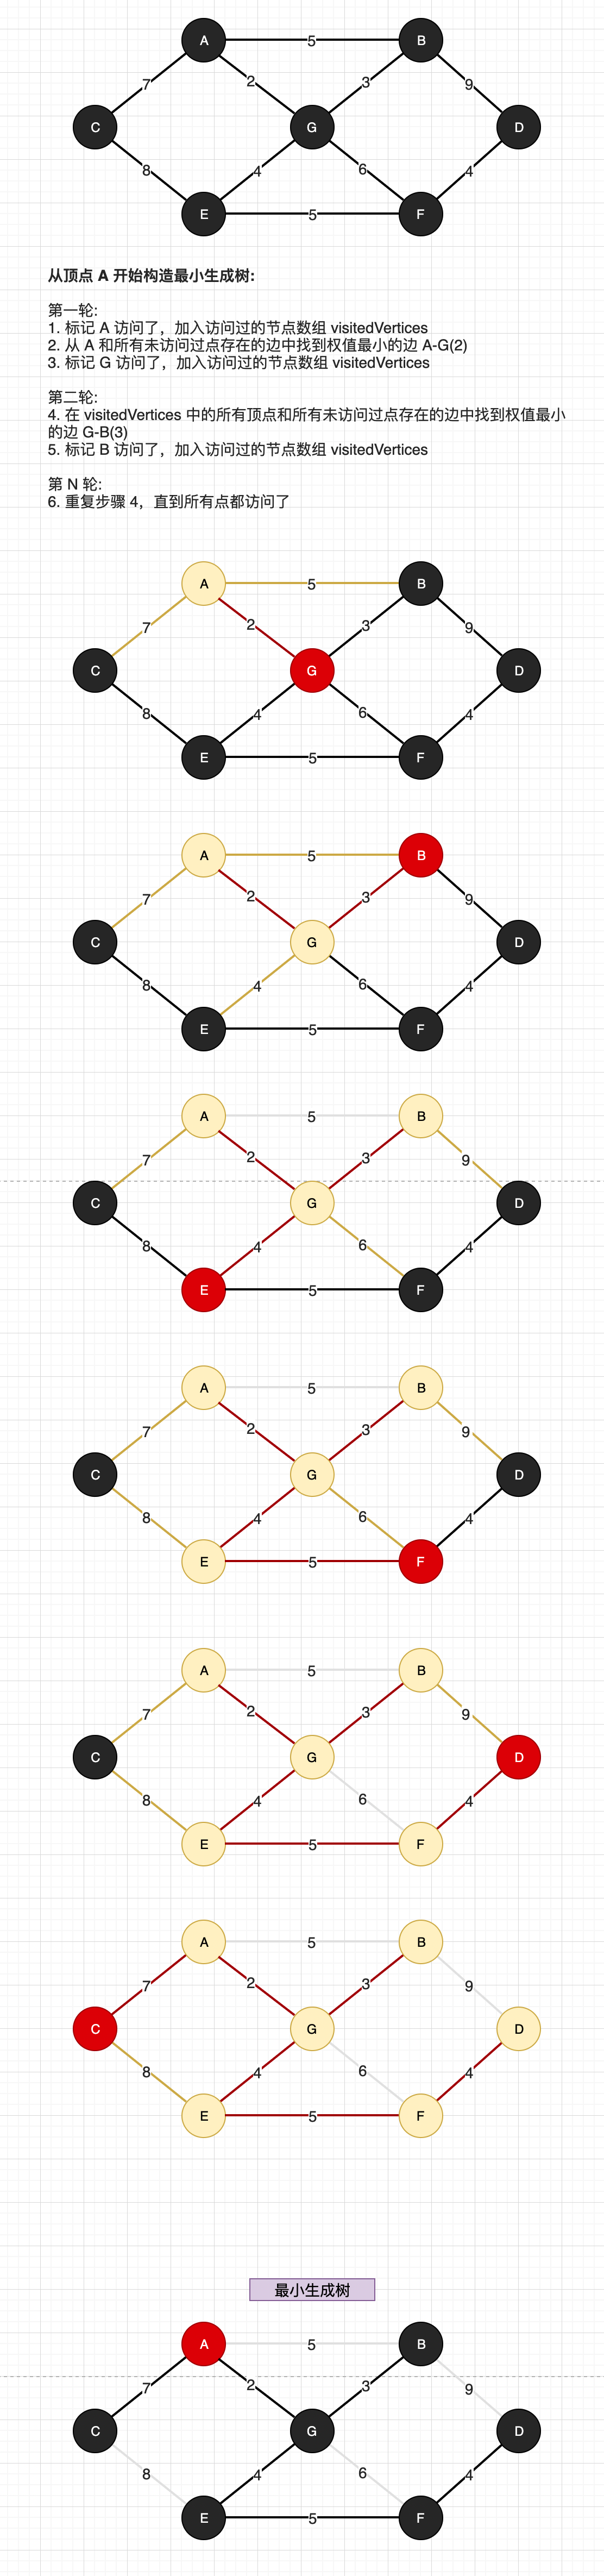 A 5 B
7 2 3 9
C G D
8 4 6 4
E 5 F
从顶点 A 开始构造最小生成树:
第一轮:
1. 标记 A 访问了，加入访问过的节点数组 visitedVertices
2. 从 A 和所有未访问过点存在的边中找到权值最小的边 A-G(2)
3. 标记 G 访问了，加入访问过的节点数组 visitedVertices
第二轮:
4. 在 visitedVertices 中的所有顶点和所有未访问过点存在的边中找到权值最小
的边 G-B(3)
5. 标记 B 访问了，加入访问过的节点数组 visitedVertices
第 N 轮:
6. 重复步骤 4，直到所有点都访问了
A 5 B
7 2 3 9
C G D
8 4 6 4
E 5 F
A 5 B
7 2 3 9
C G D
8 4 6 4
E 5 F
A 5 B
7 2 3 9
C G D
8 4 6 4
E 5 F
A 5 B
7 2 3 9
C G D
8 4 6 4
E 5 F
A 5 B
7 2 3 9
C G D
8 4 6 4
E 5 F
A 5 B
7 2 3 9
C G D
8 4 6 4
E 5 F
最小生成树
A 5 B
7 2 3 9
C G D
8 4 6 4
E 5 F